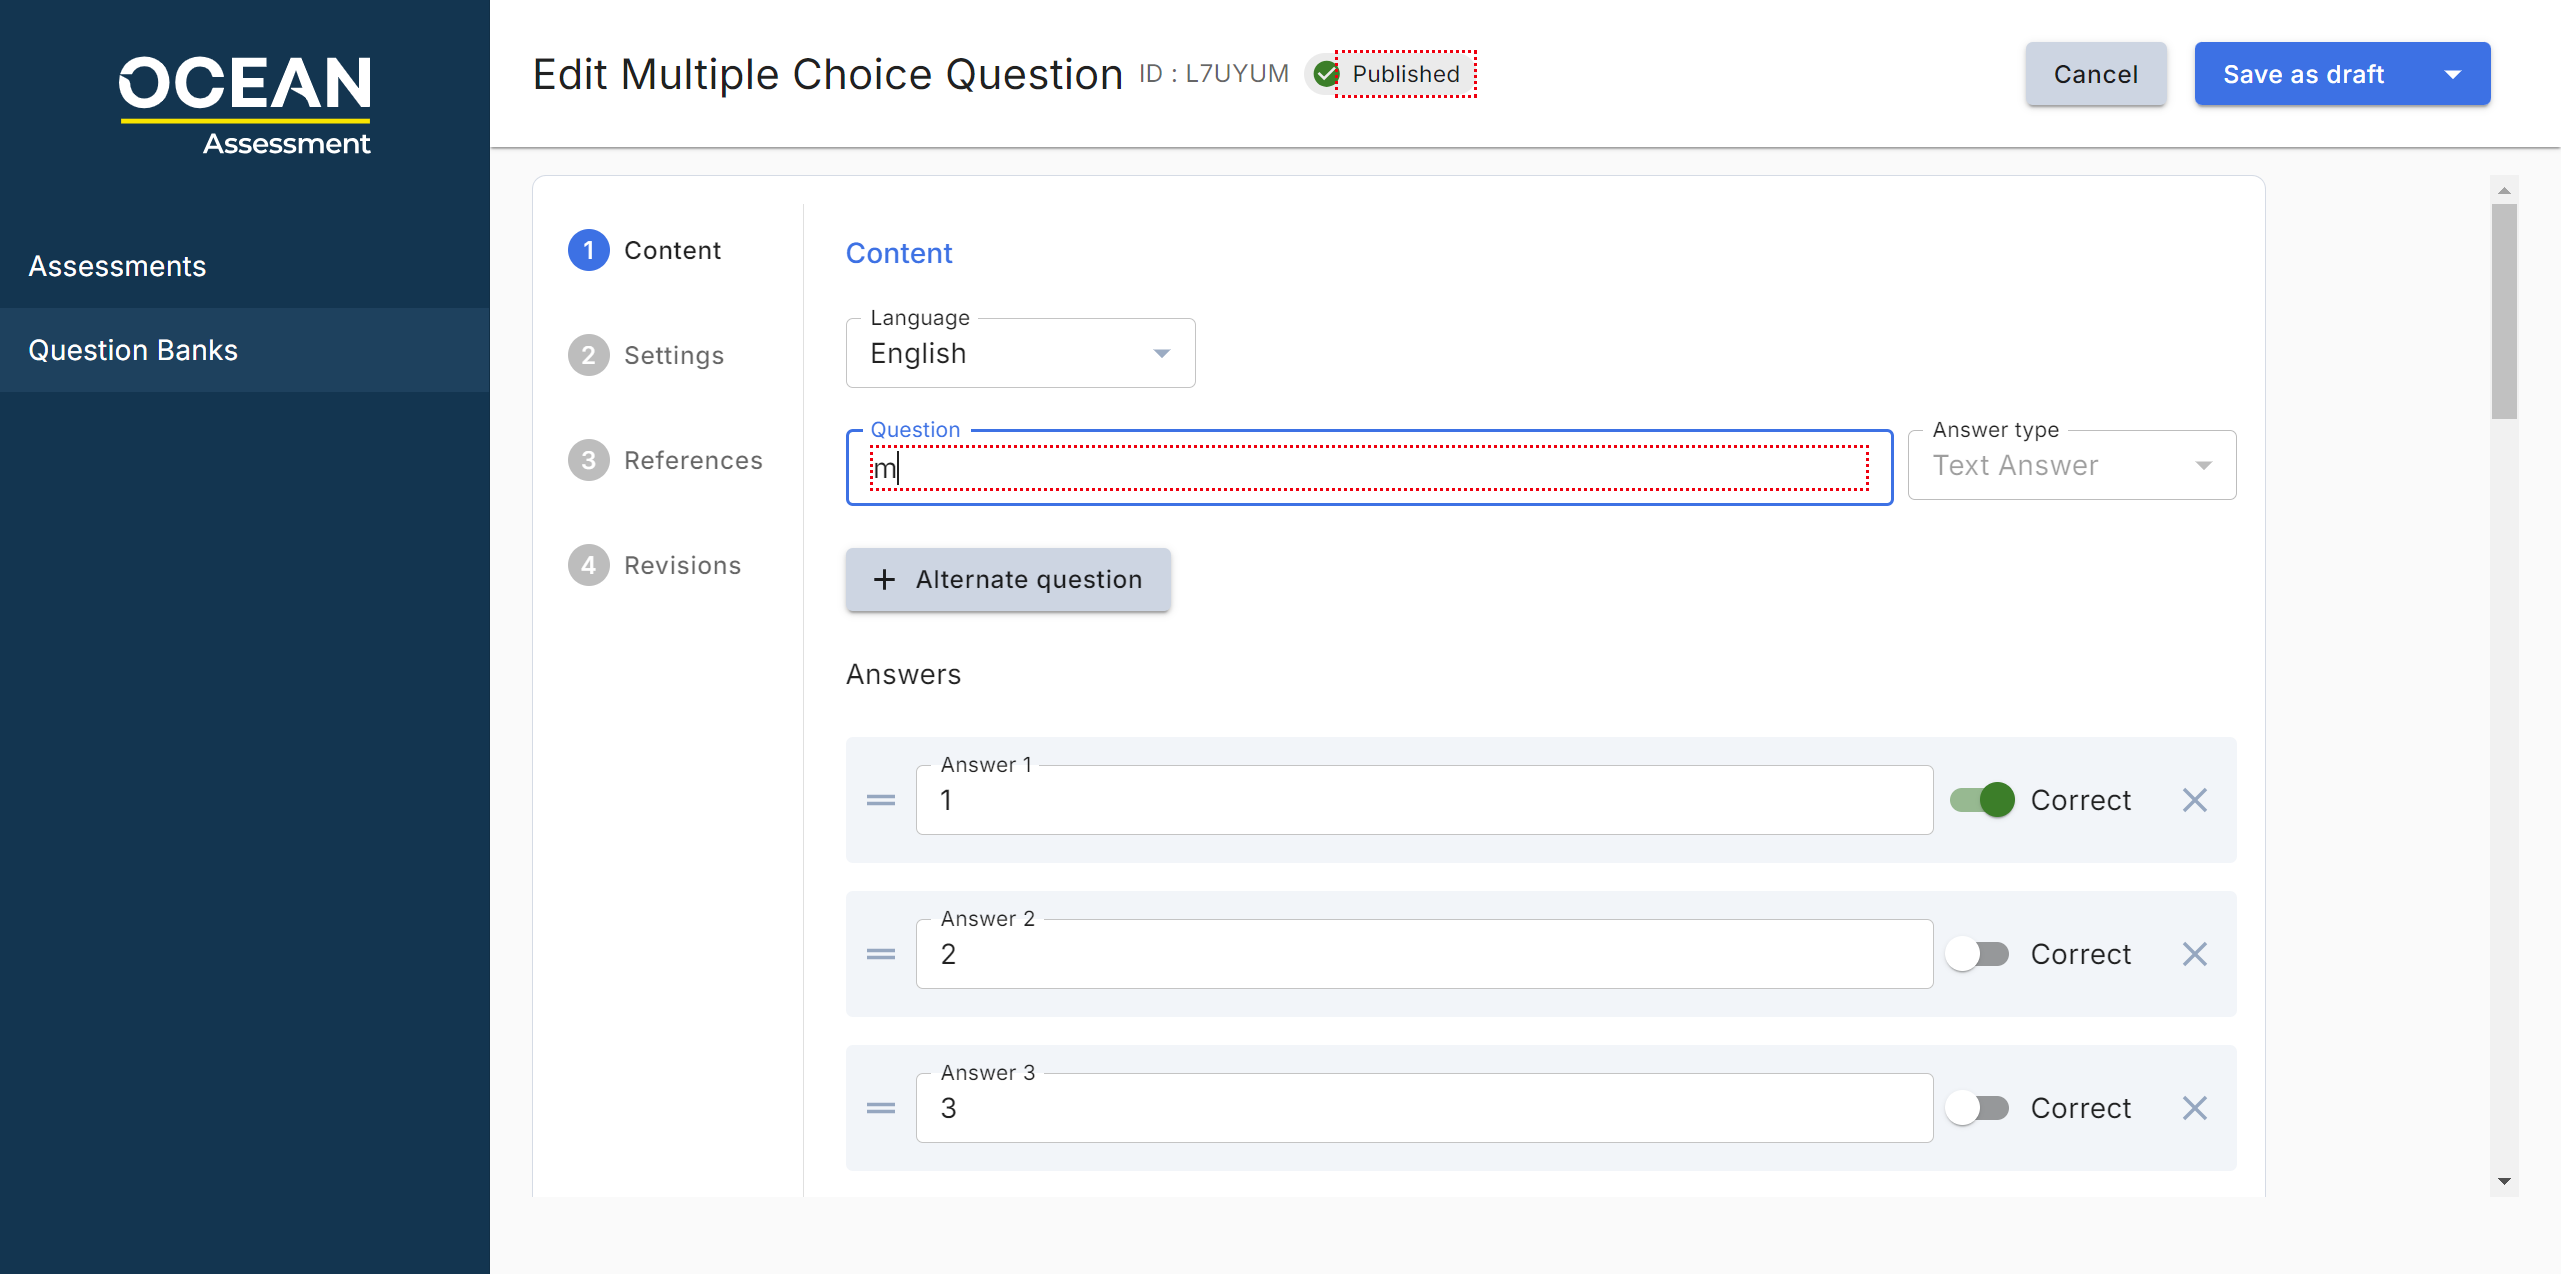 OCEAN
Assessment
Assessments
Question Banks
Edit Multiple Choice Question ID : L7UYUM Published
Cancel
Save as draft
1 Content
2 Settings
3 References
4 Revisions
Content
Language
English
Question
m
Answer type
Text Answer
Alternate question
Answers
Answer 1
1
Correct
Answer 2
2
Correct
Answer 3
3
Correct